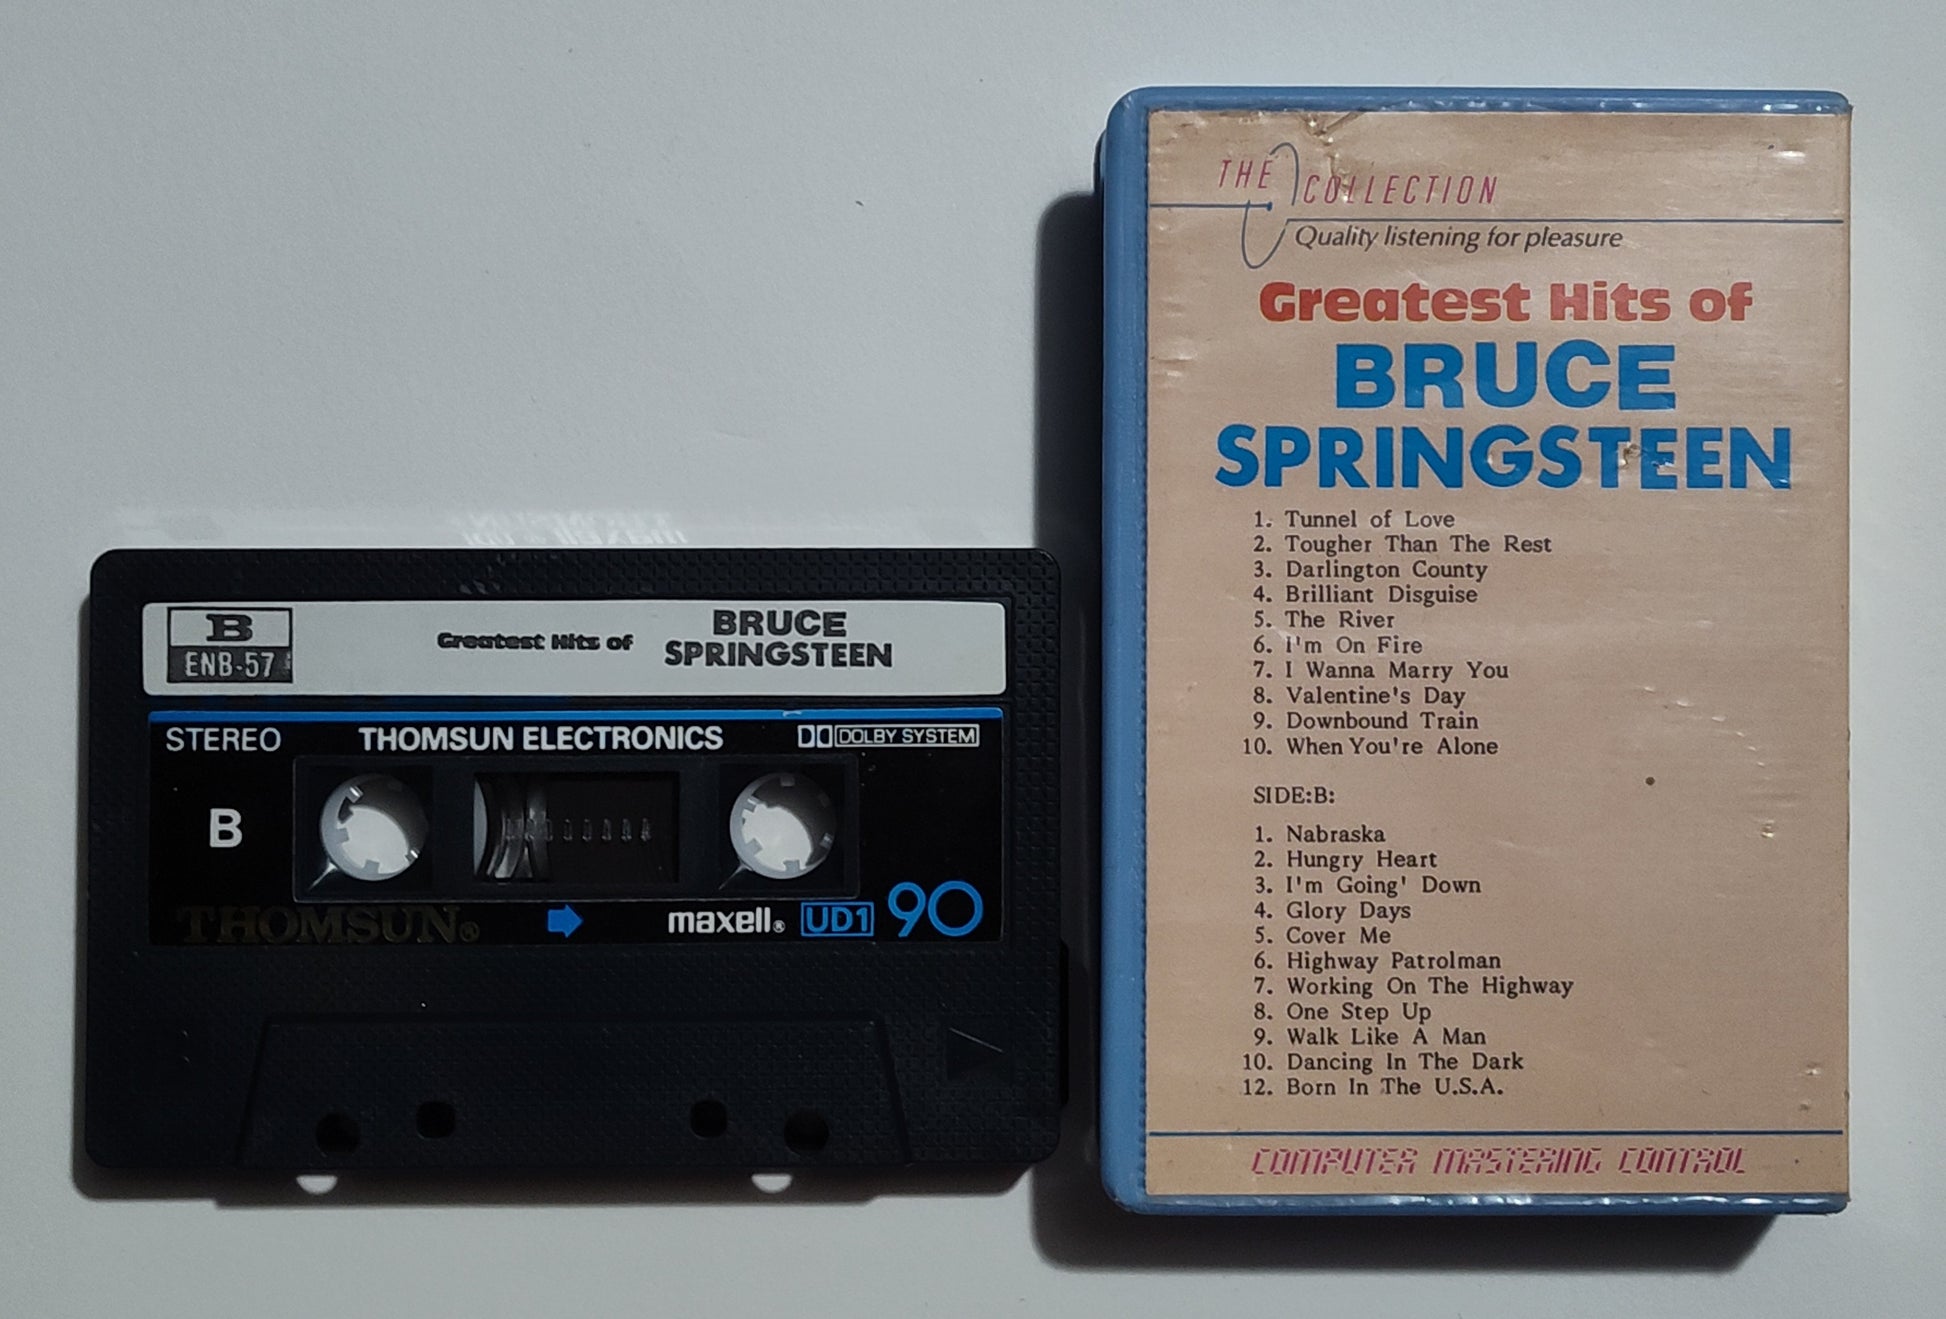 B
ENB-57
Greatest Hits of
BRUCE
SPRINGSTEEN
STEREO
THOMSUN ELECTRONICS
DOLBY SYSTEM
B
THOMSUN®
maxell®
UD1
90
THE COLLECTION
Quality listening for pleasure
Greatest Hits of
BRUCE
SPRINGSTEEN
1. Tunnel of Love
2. Tougher Than The Rest
3. Darlington County
4. Brilliant Disguise
5. The River
6. I'm On Fire
7. I Wanna Marry You
8. Valentine's Day
9. Downbound Train
10. When You're Alone
SIDE:B:
1. Nabraska
2. Hungry Heart
3. I'm Going' Down
4. Glory Days
5. Cover Me
6. Highway Patrolman
7. Working On The Highway
8. One Step Up
9. Walk Like A Man
10. Dancing In The Dark
12. Born In The U.S.A.
COMPUTER MASTERING CONTROL